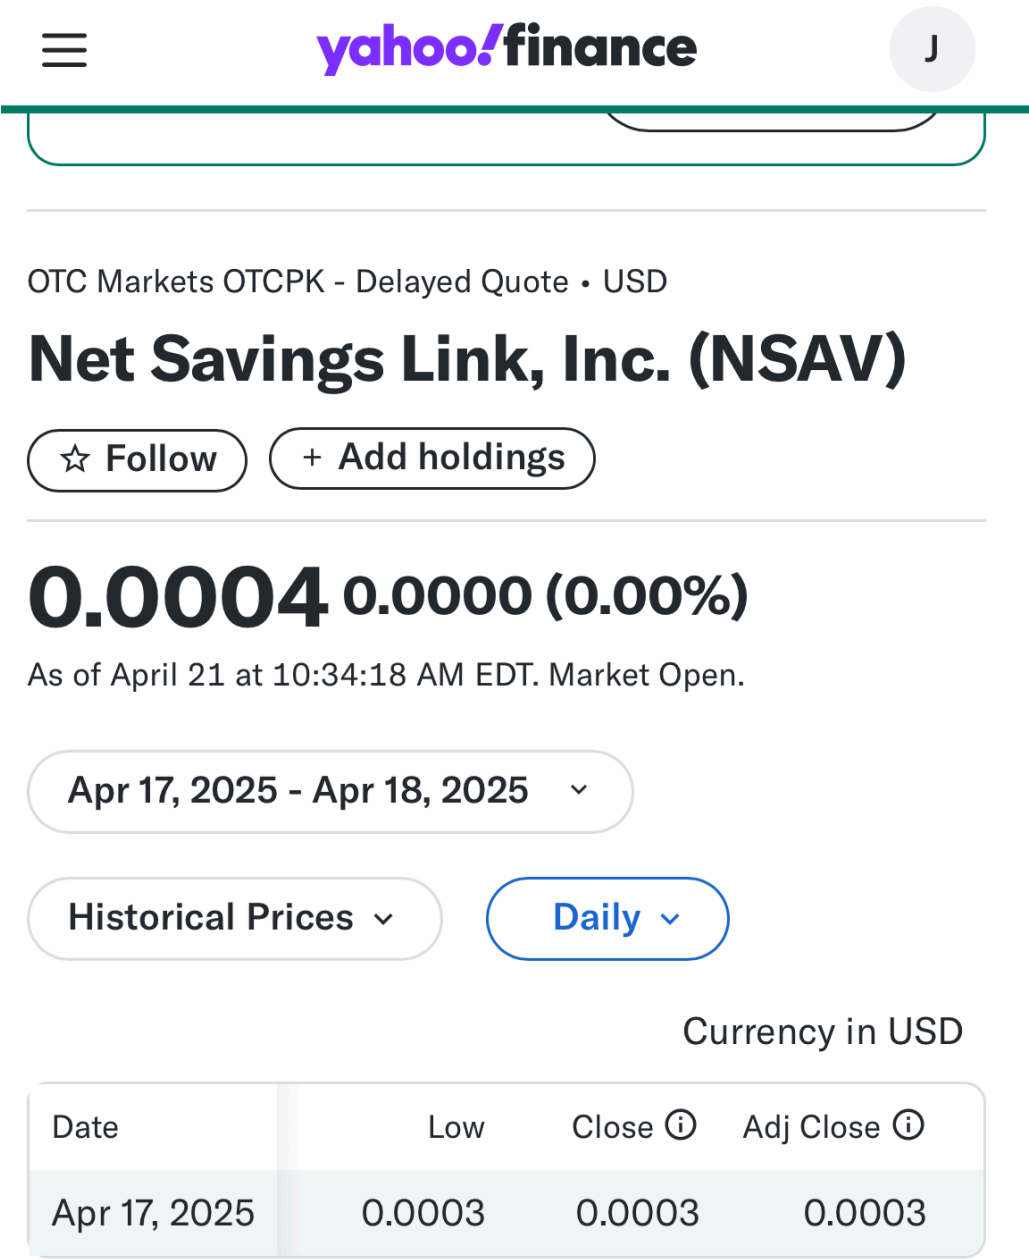 yahoo!finance
J
OTC Markets OTCPK - Delayed Quote • USD
Net Savings Link, Inc. (NSAV)
☆ Follow
+ Add holdings
0.0004 0.0000 (0.00%)
As of April 21 at 10:34:18 AM EDT. Market Open.
Apr 17, 2025 - Apr 18, 2025
Historical Prices
Daily
Currency in USD
Date Low Close Adj Close
Apr 17, 2025 0.0003 0.0003 0.0003